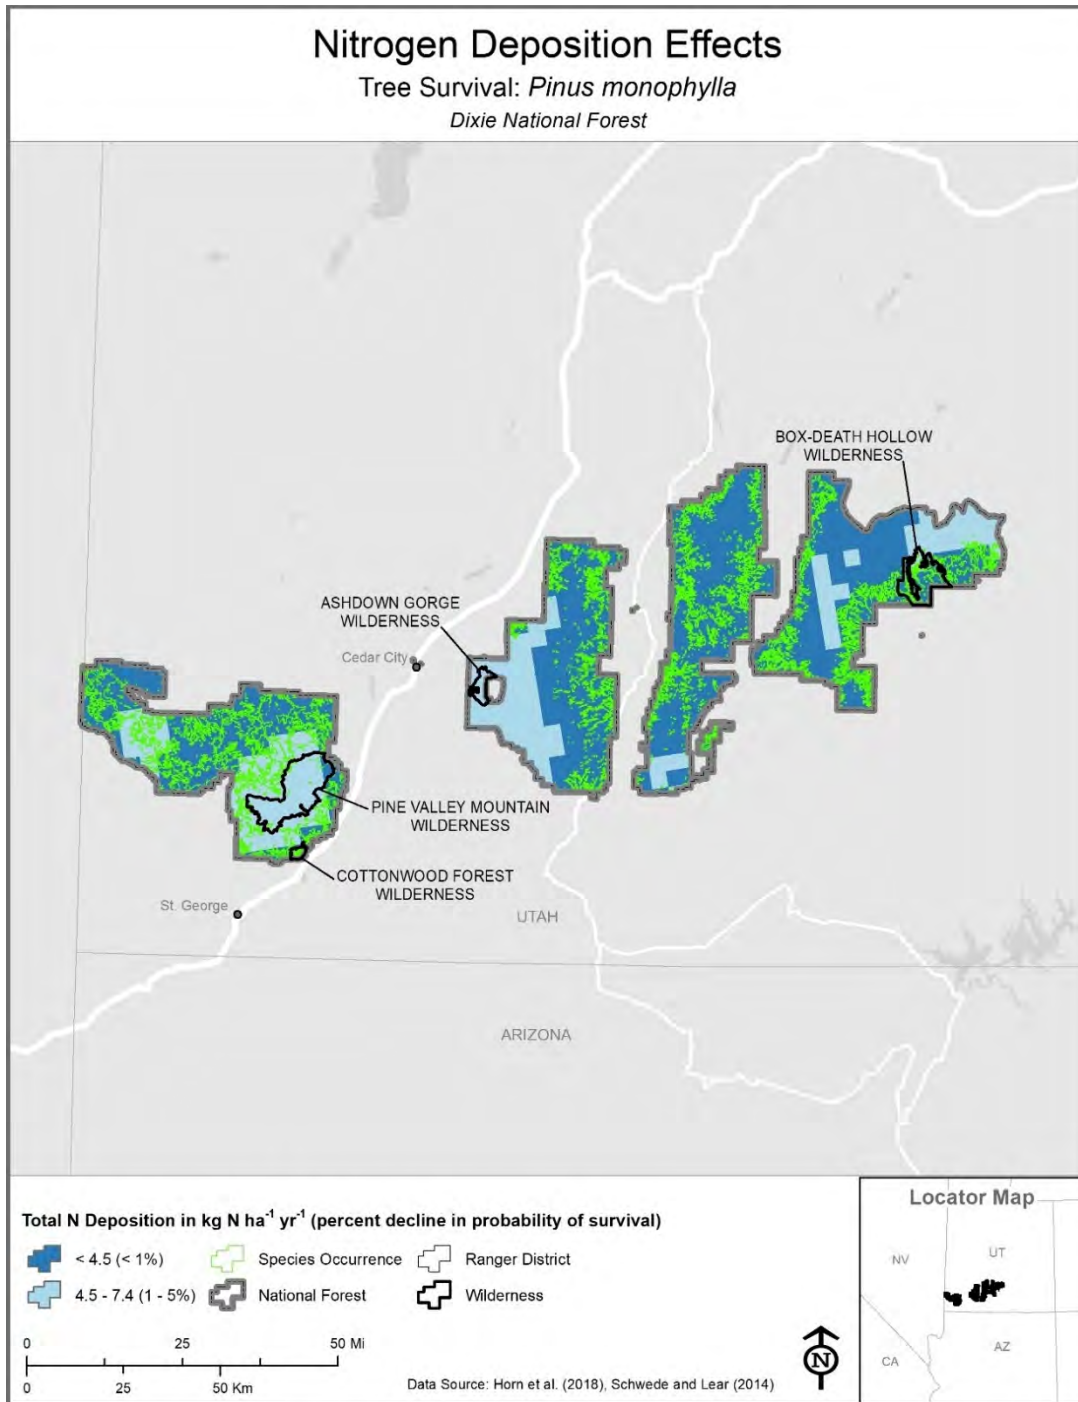 Nitrogen Deposition Effects
Tree Survival: Pinus monophylla
Dixie National Forest
BOX-DEATH HOLLOW
WILDERNESS
ASHDOWN GORGE
WILDERNESS
Cedar City
PINE VALLEY MOUNTAIN
WILDERNESS
COTTONWOOD FOREST
WILDERNESS
St. George
UTAH
ARIZONA
Total N Deposition in kg N ha⁻¹ yr⁻¹ (percent decline in probability of survival)
< 4.5 (< 1%) Species Occurrence Ranger District
4.5 - 7.4 (1 - 5%) National Forest Wilderness
0 25 50 Mi
0 25 50 Km
N
Data Source: Horn et al. (2018), Schwede and Lear (2014)
Locator Map
NV UT
CA AZ